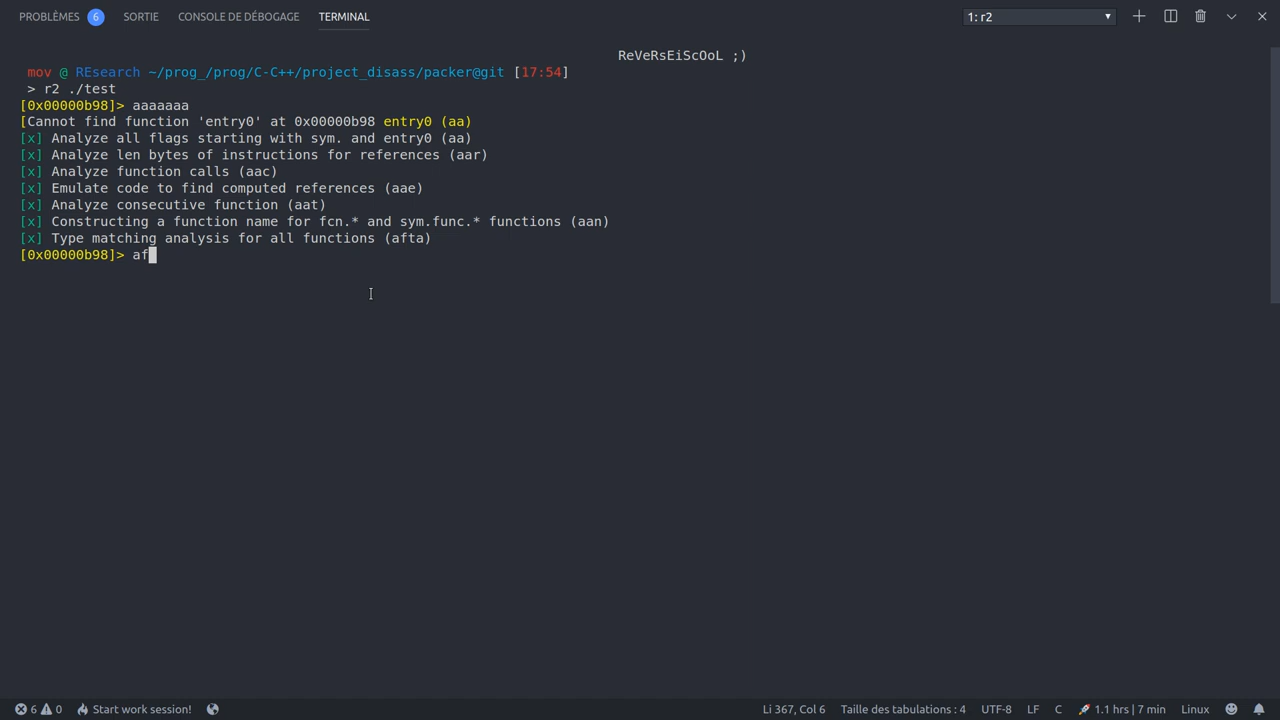 PROBLÈMES 6 SORTIE CONSOLE DE DÉBOGAGE TERMINAL 1: r2
ReVeRsEiScOoL ;)
mov @ REsearch ~/prog_/prog/C-C++/project_disass/packer@git [17:54]
> r2 ./test
[0x00000b98]> aaaaaaa
[Cannot find function 'entry0' at 0x00000b98 entry0 (aa)
[x] Analyze all flags starting with sym. and entry0 (aa)
[x] Analyze len bytes of instructions for references (aar)
[x] Analyze function calls (aac)
[x] Emulate code to find computed references (aae)
[x] Analyze consecutive function (aat)
[x] Constructing a function name for fcn.* and sym.func.* functions (aan)
[x] Type matching analysis for all functions (afta)
[0x00000b98]> af
6 0 Start work session! Li 367, Col 6 Taille des tabulations : 4 UTF-8 LF C 1.1 hrs | 7 min Linux